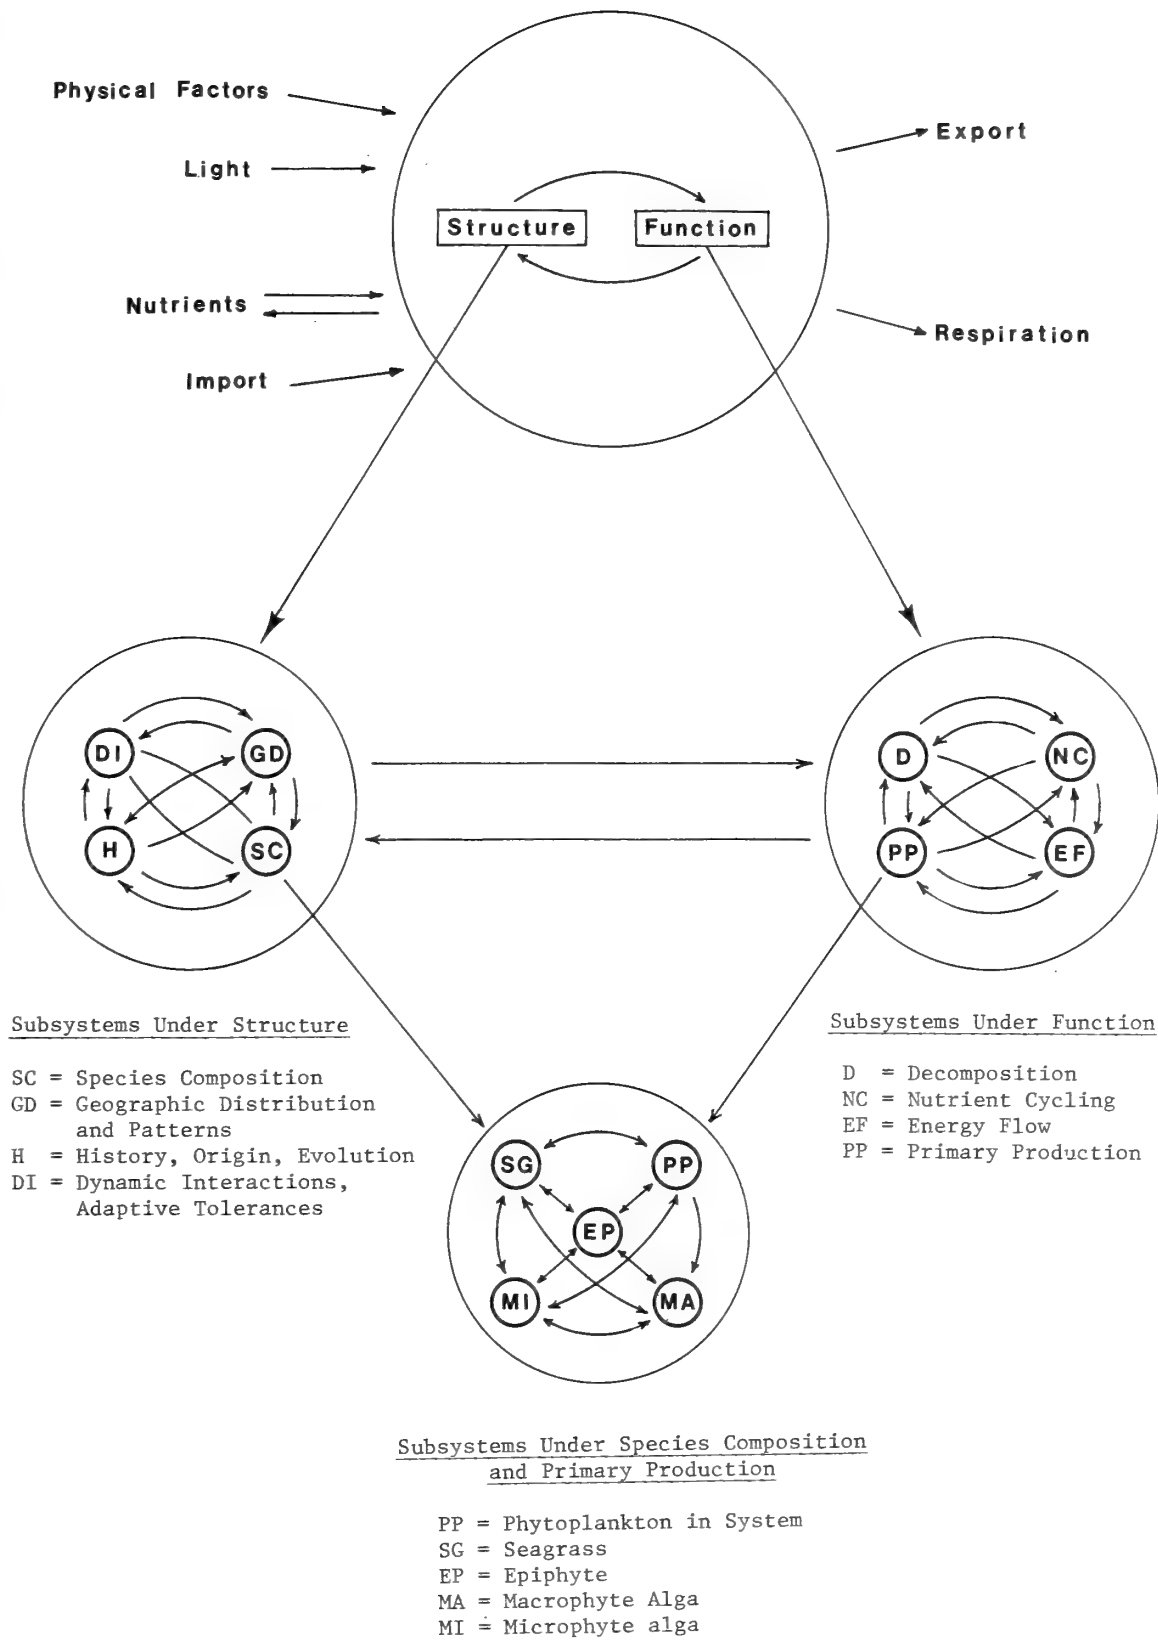 Physical Factors
Light
Nutrients
Import
Structure
Function
Export
Respiration
DI
GD
H
SC
D
NC
PP
EF
Subsystems Under Structure
SC = Species Composition
GD = Geographic Distribution
and Patterns
H = History, Origin, Evolution
DI = Dynamic Interactions,
Adaptive Tolerances
Subsystems Under Function
D = Decomposition
NC = Nutrient Cycling
EF = Energy Flow
PP = Primary Production
SG
PP
EP
MI
MA
Subsystems Under Species Composition
and Primary Production
PP = Phytoplankton in System
SG = Seagrass
EP = Epiphyte
MA = Macrophyte Alga
MI = Microphyte alga